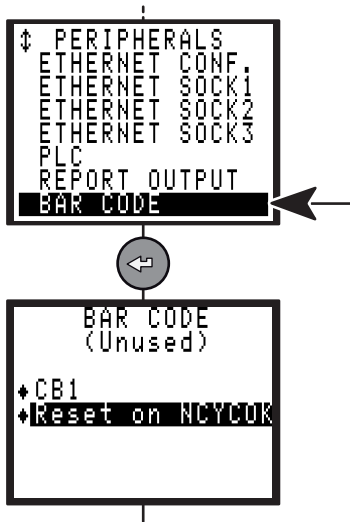 PERIPHERALS
ETHERNET CONF.
ETHERNET SOCK1
ETHERNET SOCK2
ETHERNET SOCK3
PLC
REPORT OUTPUT
BAR CODE
BAR CODE
(Unused)
CB1
Reset on NCYCOK